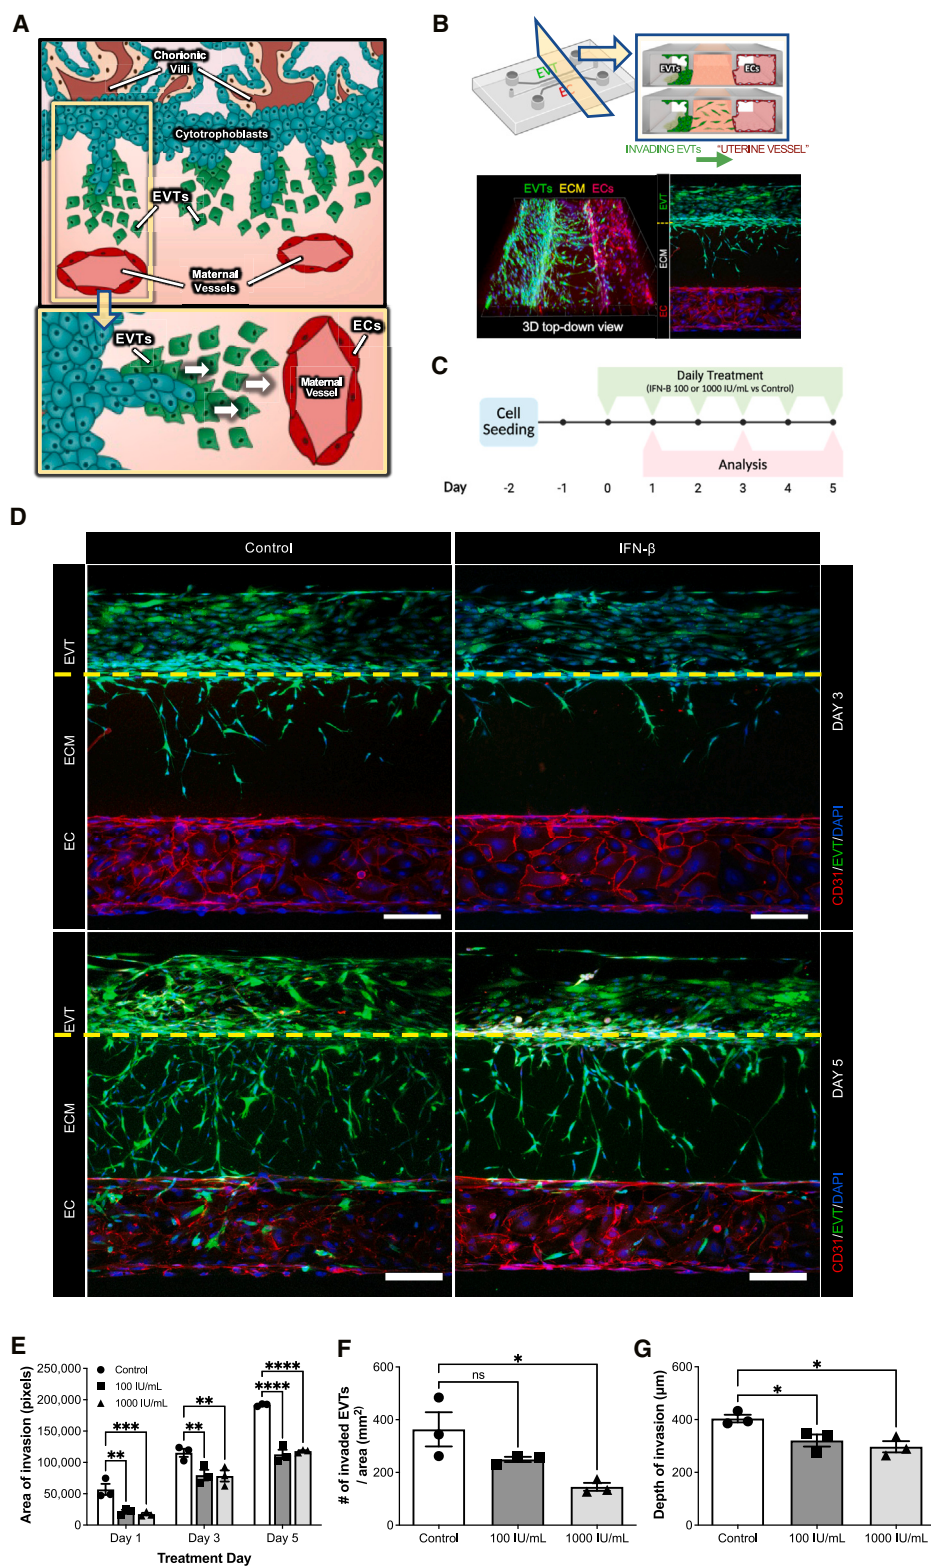 A
Chorionic
Villi
Cytotrophoblasts
EVTs
Maternal
Vessels
EVTs
ECs
Maternal
Vessel
B
EVT
EVTs
ECs
INVADING EVTs
"UTERINE VESSEL"
EVTs ECM ECs
3D top-down view
EVT
ECM
EC
C
Cell
Seeding
Daily Treatment
(IFN-B 100 or 1000 IU/mL vs Control)
Analysis
Day -2 -1 0 1 2 3 4 5
D
Control
IFN-β
EVT
ECM
EC
DAY 3
CD31/EVT/DAPI
EVT
ECM
EC
DAY 5
CD31/EVT/DAPI
E
Area of invasion (pixels)
250,000
200,000
150,000
100,000
50,000
0
Control
100 IU/mL
1000 IU/mL
**
***
**
**
****
****
Day 1
Day 3
Day 5
Treatment Day
F
# of invaded EVTs
/ area (mm²)
600
400
200
0
ns
*
Control
100 IU/mL
1000 IU/mL
G
Depth of invasion (µm)
600
400
200
0
*
*
Control
100 IU/mL
1000 IU/mL